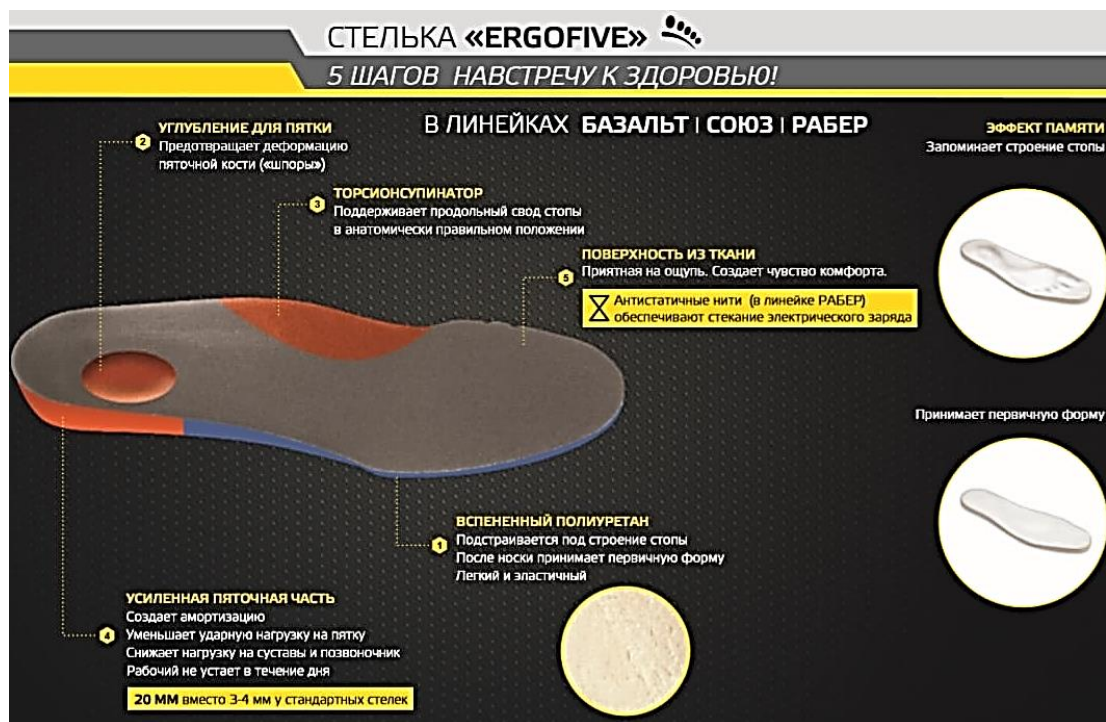 СТЕЛЬКА «ERGOFIVE»
5 ШАГОВ НАВСТРЕЧУ К ЗДОРОВЬЮ!
В ЛИНЕЙКАХ БАЗАЛЬТ | СОЮЗ | РАБЕР
2
УГЛУБЛЕНИЕ ДЛЯ ПЯТКИ
Предотвращает деформацию
пяточной кости («шпоры»)
3
ТОРСИОНСУПИНАТОР
Поддерживает продольный свод стопы
в анатомически правильном положении
5
ПОВЕРХНОСТЬ ИЗ ТКАНИ
Приятная на ощупь. Создает чувство комфорта.
Антистатичные нити (в линейке РАБЕР)
обеспечивают стекание электрического заряда
ЭФФЕКТ ПАМЯТИ
Запоминает строение стопы
Принимает первичную форму
1
ВСПЕНЕННЫЙ ПОЛИУРЕТАН
Подстраивается под строение стопы
После носки принимает первичную форму
Легкий и эластичный
4
УСИЛЕННАЯ ПЯТОЧНАЯ ЧАСТЬ
Создает амортизацию
Уменьшает ударную нагрузку на пятку
Снижает нагрузку на суставы и позвоночник
Рабочий не устает в течение дня
20 ММ вместо 3-4 мм у стандартных стелек